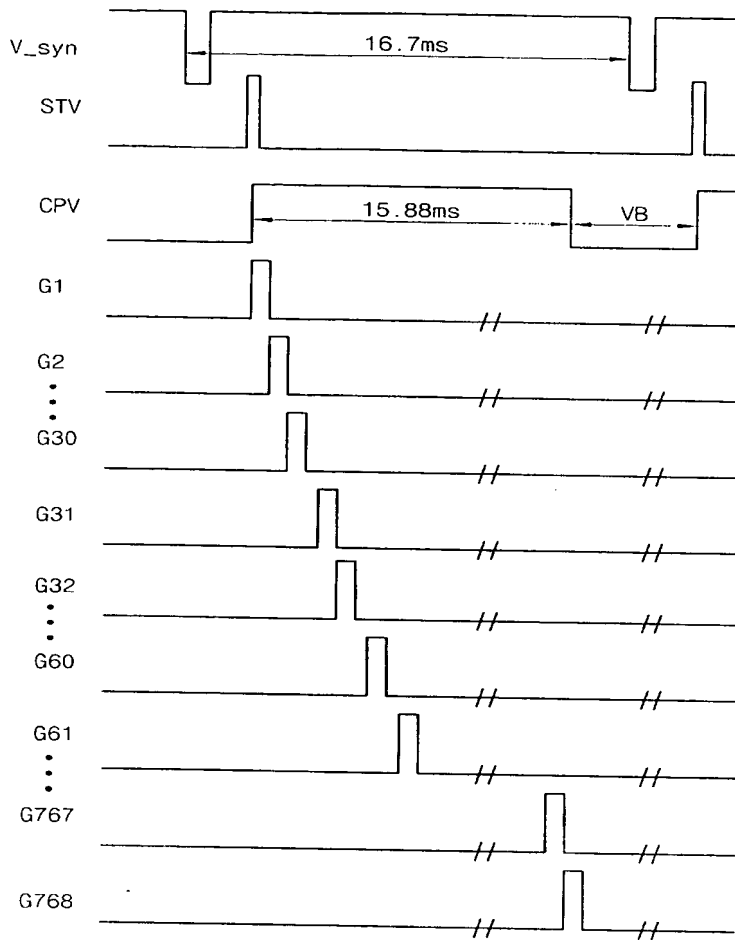 V_syn
16.7ms
STV
CPV
15.88ms
VB
G1
G2
G30
G31
G32
G60
G61
G767
G768